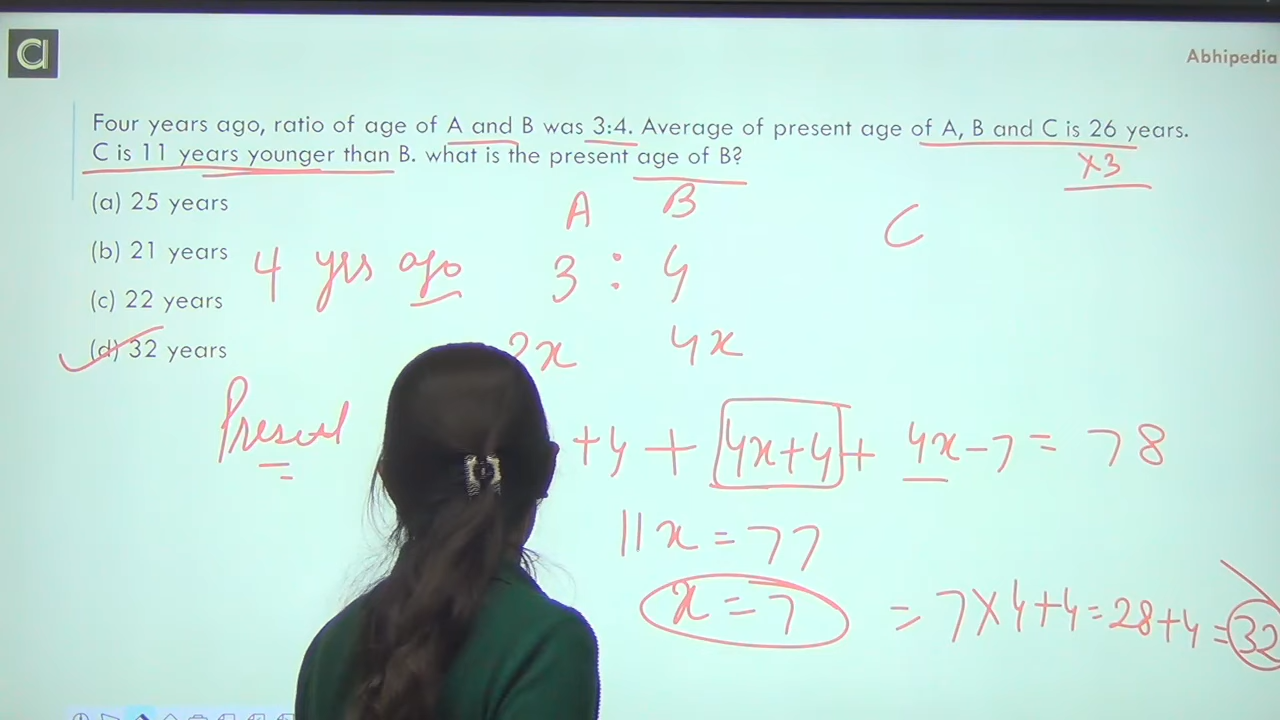 a
Abhipedia
Four years ago, ratio of age of A and B was 3:4. Average of present age of A, B and C is 26 years.
C is 11 years younger than B. what is the present age of B?
×3
(a) 25 years
A B C
(b) 21 years
4 yrs ago 3 : 4
(c) 22 years
(d) 32 years
x 4x
Present +4 + 4x+4 + 4x-7 = 78
11x = 77
x = 7 = 7×4+4 = 28+4 = 32